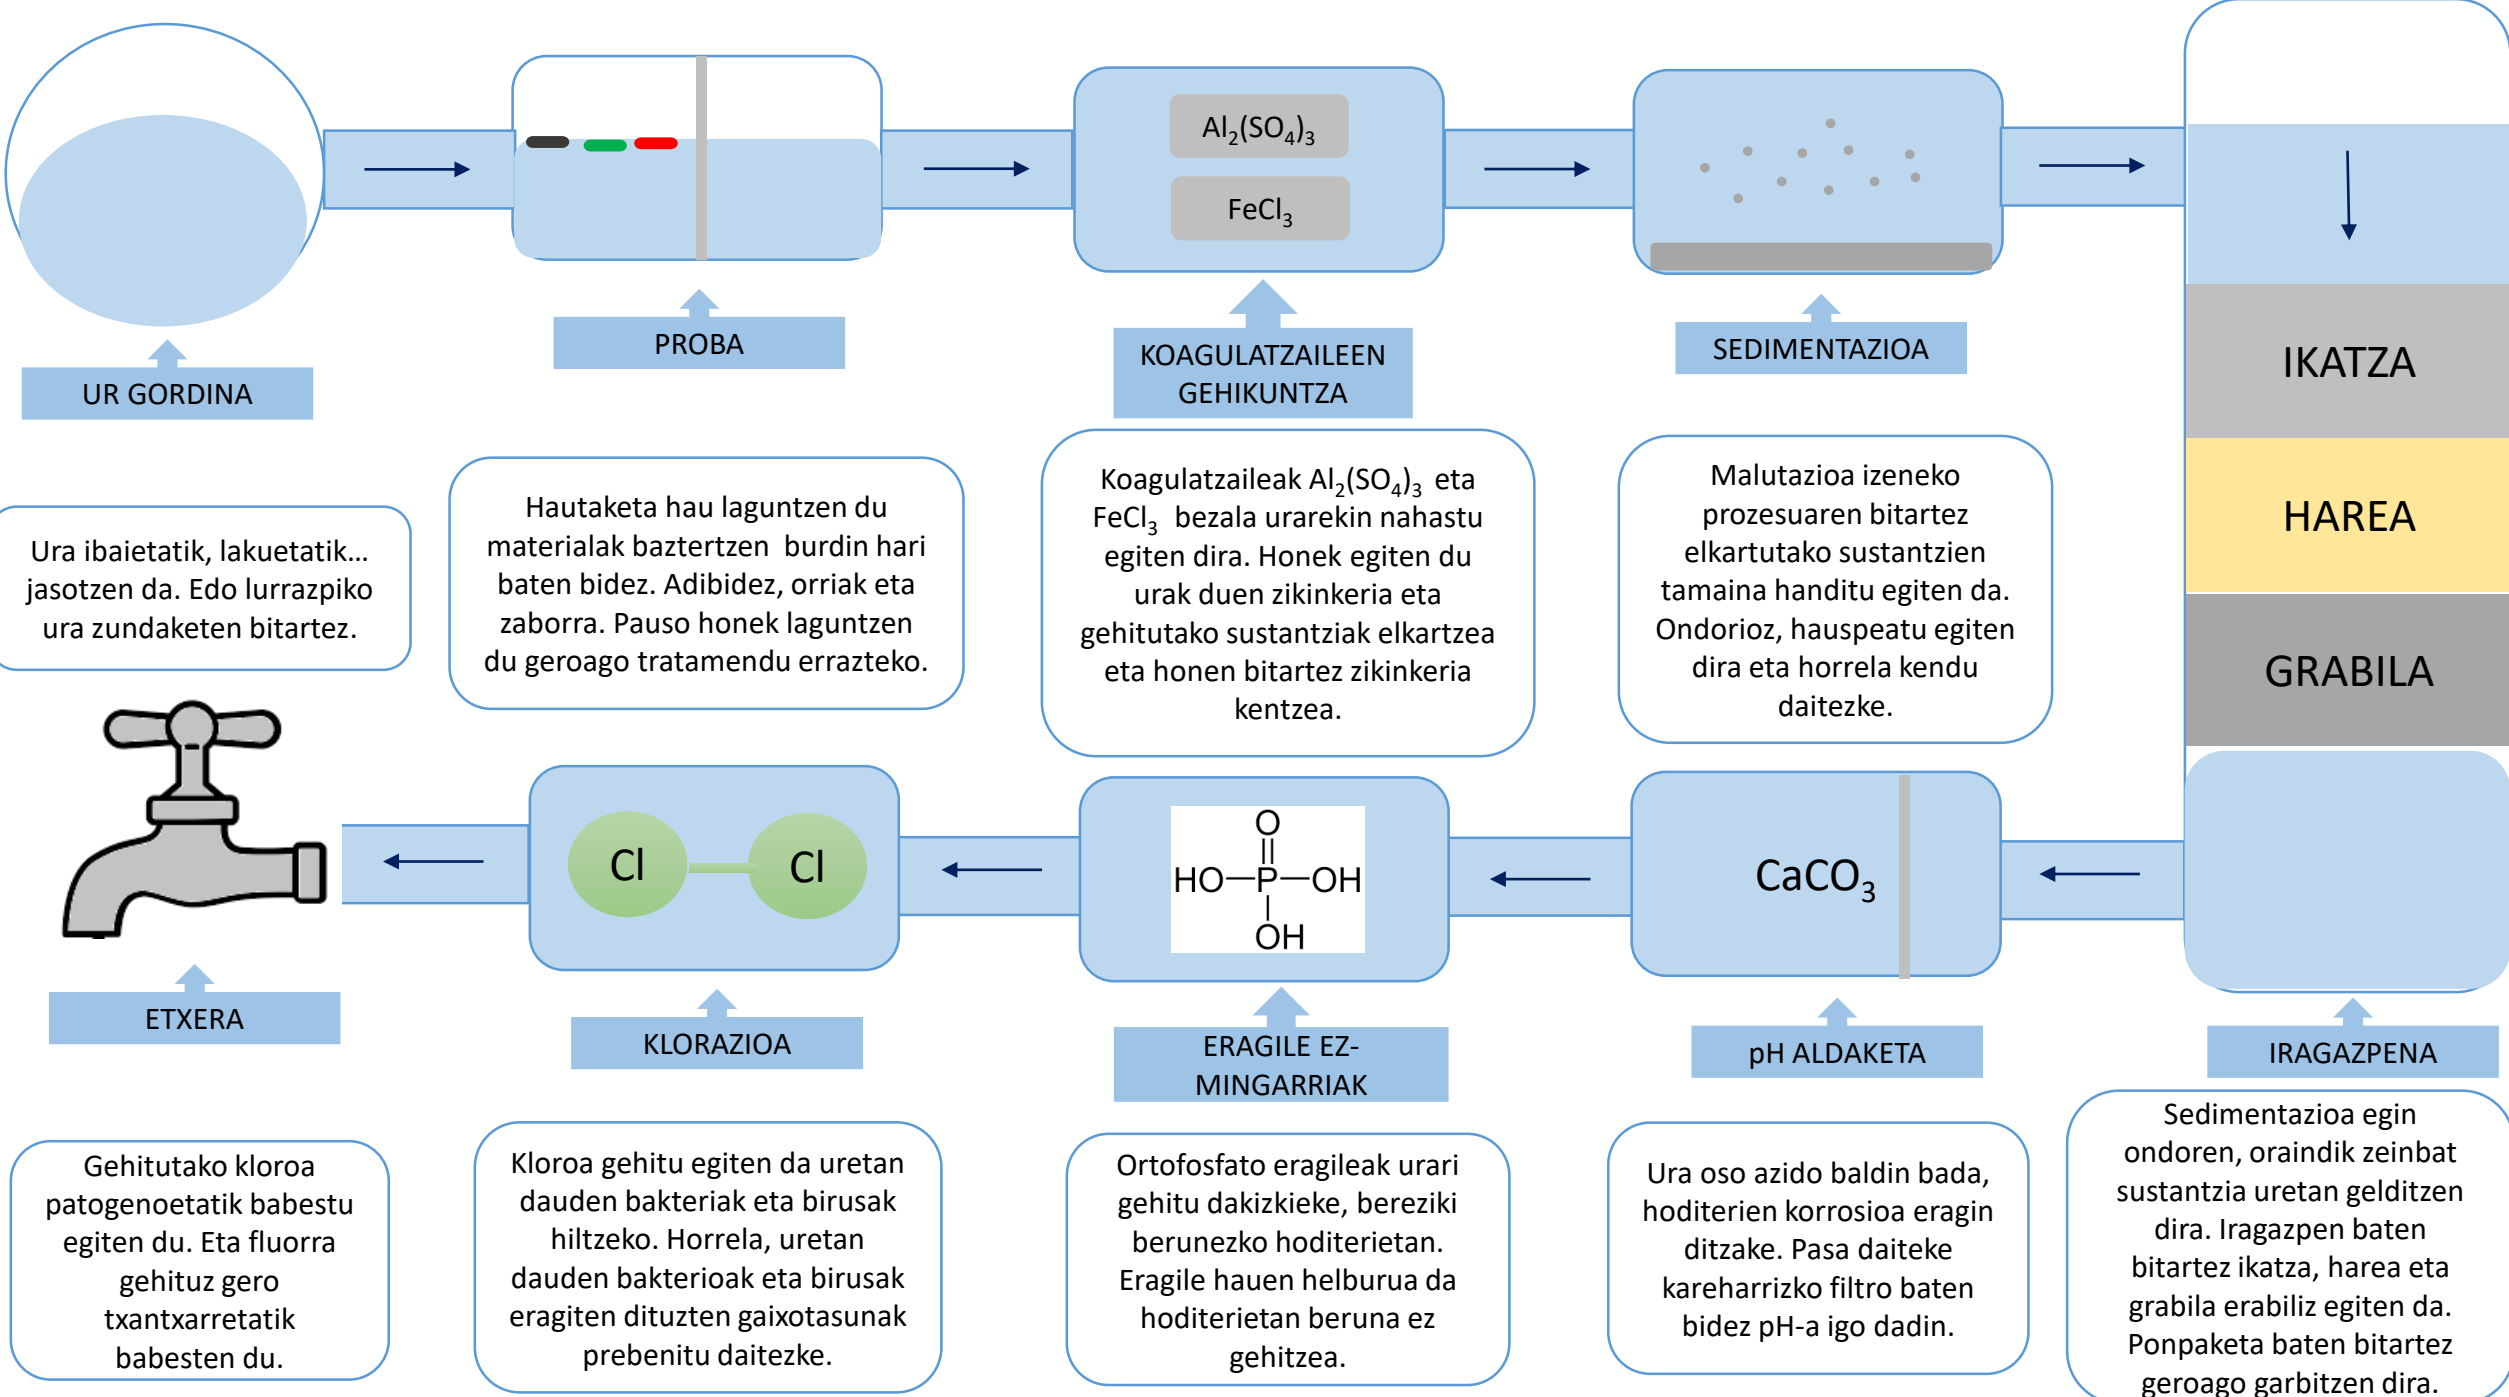 Al₂(SO₄)₃
FeCl₃
UR GORDINA
PROBA
KOAGULATZAILEEN
GEHIKUNTZA
SEDIMENTAZIOA
IKATZA
HAREA
GRABILA
Ura ibaietatik, lakuetatik...
jasotzen da. Edo lurrazpiko
ura zundaketen bitartez.
Hautaketa hau laguntzen du
materialak baztertzen burdin hari
baten bidez. Adibidez, orriak eta
zaborra. Pauso honek laguntzen
du geroago tratamendu errazteko.
Koagulatzaileak Al₂(SO₄)₃ eta
FeCl₃ bezala urarekin nahastu
egiten dira. Honek egiten du
urak duen zikinkeria eta
gehitutako sustantziak elkartzea
eta honen bitartez zikinkeria
kentzea.
Malutazioa izeneko
prozesuaren bitartez
elkartutako sustantzien
tamaina handitu egiten da.
Ondorioz, hauspeatu egiten
dira eta horrela kendu
daitezke.
Cl
Cl
O
HO P OH
OH
CaCO₃
ETXERA
KLORAZIOA
ERAGILE EZ-
MINGARRIAK
pH ALDAKETA
IRAGAZPENA
Gehitutako kloroa
patogenoetatik babestu
egiten du. Eta fluorra
gehituz gero
txantxarretatik
babesten du.
Kloroa gehitu egiten da uretan
dauden bakteriak eta birusak
hiltzeko. Horrela, uretan
dauden bakterioak eta birusak
eragiten dituzten gaixotasunak
prebenitu daitezke.
Ortofosfato eragileak urari
gehitu dakizkieke, bereziki
berunezko hoditerietan.
Eragile hauen helburua da
hoditerietan beruna ez
gehitzea.
Ura oso azido baldin bada,
hoditerien korrosioa eragin
ditzake. Pasa daiteke
kareharrizko filtro baten
bidez pH-a igo dadin.
Sedimentazioa egin
ondoren, oraindik zeinbat
sustantzia uretan gelditzen
dira. Iragazpen baten
bitartez ikatza, harea eta
grabila erabiliz egiten da.
Ponpaketa baten bitartez
geroago garbitzen dira.